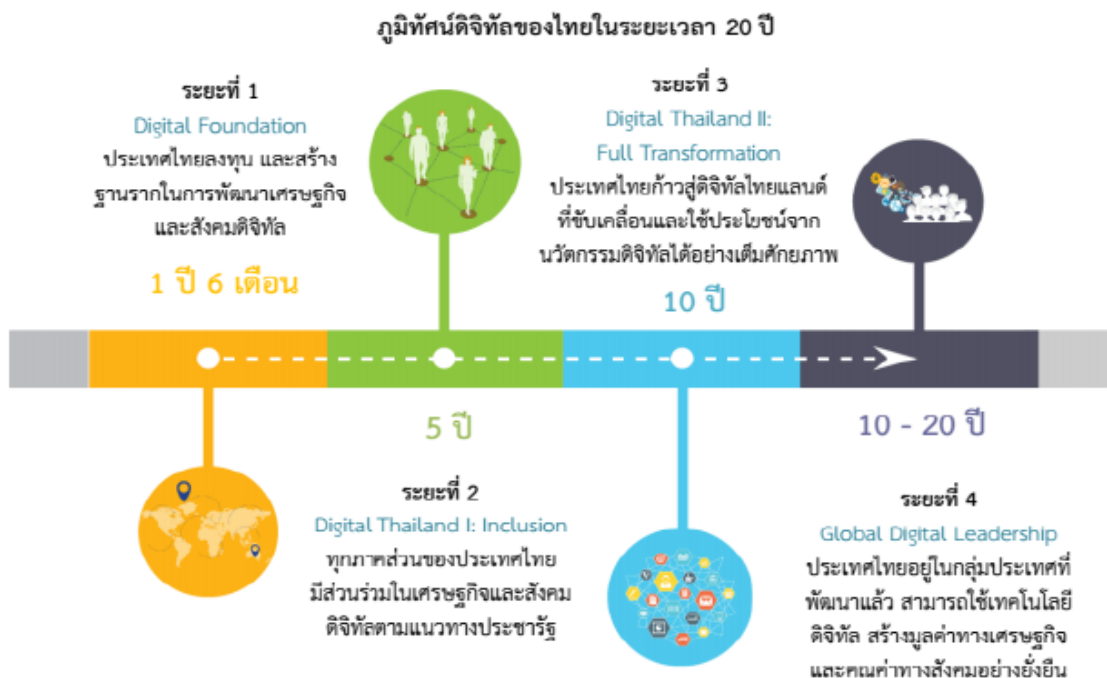 ภูมิทัศน์ดิจิทัลของไทยในระยะเวลา 20 ปี
ระยะที่ 1
Digital Foundation
ประเทศไทยลงทุน และสร้าง
ฐานรากในการพัฒนาเศรษฐกิจ
และสังคมดิจิทัล
1 ปี 6 เดือน
5 ปี
ระยะที่ 2
Digital Thailand I: Inclusion
ทุกภาคส่วนของประเทศไทย
มีส่วนร่วมในเศรษฐกิจและสังคม
ดิจิทัลตามแนวทางประชารัฐ
ระยะที่ 3
Digital Thailand II:
Full Transformation
ประเทศไทยก้าวสู่ดิจิทัลไทยแลนด์
ที่ขับเคลื่อนและใช้ประโยชน์จาก
นวัตกรรมดิจิทัลได้อย่างเต็มศักยภาพ
10 ปี
10 - 20 ปี
ระยะที่ 4
Global Digital Leadership
ประเทศไทยอยู่ในกลุ่มประเทศที่
พัฒนาแล้ว สามารถใช้เทคโนโลยี
ดิจิทัล สร้างมูลค่าทางเศรษฐกิจ
และคุณค่าทางสังคมอย่างยั่งยืน